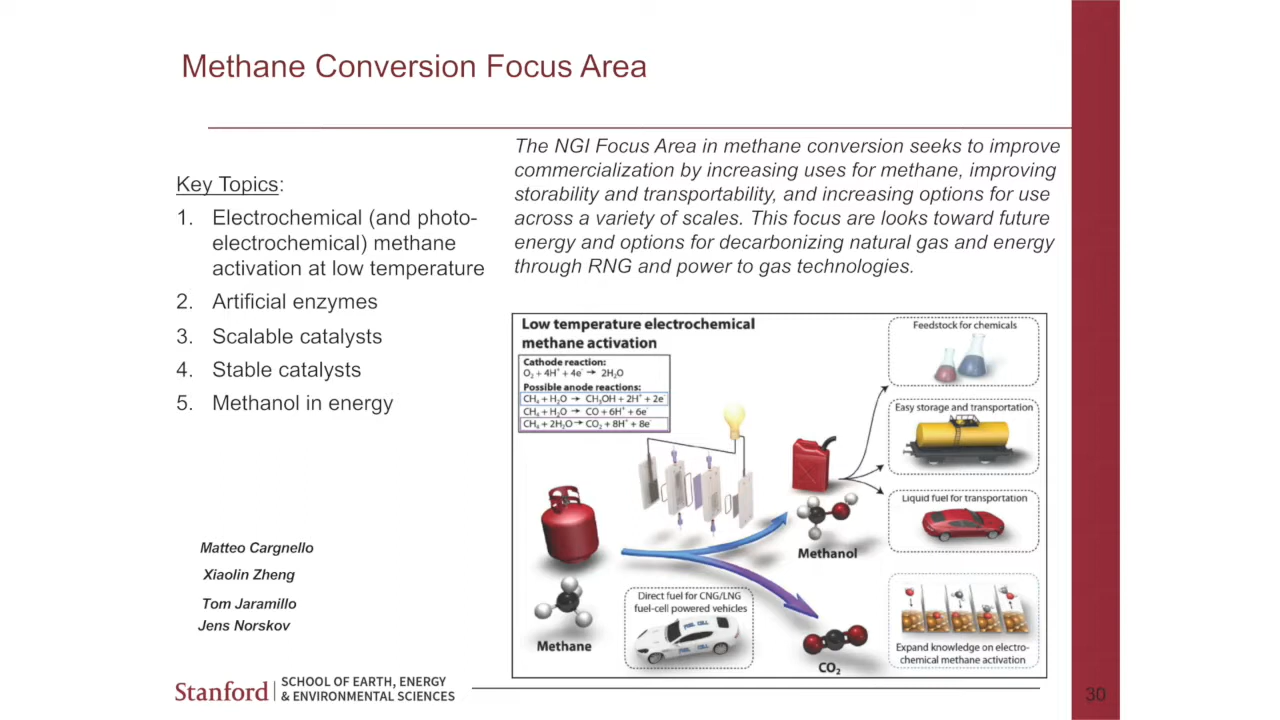 Methane Conversion Focus Area
Key Topics:
1. Electrochemical (and photo-
electrochemical) methane
activation at low temperature
2. Artificial enzymes
3. Scalable catalysts
4. Stable catalysts
5. Methanol in energy
Matteo Cargnello
Xiaolin Zheng
Tom Jaramillo
Jens Norskov
The NGI Focus Area in methane conversion seeks to improve
commercialization by increasing uses for methane, improving
storability and transportability, and increasing options for use
across a variety of scales. This focus are looks toward future
energy and options for decarbonizing natural gas and energy
through RNG and power to gas technologies.
Low temperature electrochemical
methane activation
Cathode reaction:
O₂ + 4H⁺ + 4e⁻ → 2H₂O
Possible anode reactions:
CH₄ + H₂O → CH₃OH + 2H⁺ + 2e⁻
CH₄ + H₂O → CO + 6H⁺ + 6e⁻
CH₄ + 2H₂O → CO₂ + 8H⁺ + 8e⁻
Feedstock for chemicals
Easy storage and transportation
Liquid fuel for transportation
Methanol
Direct fuel for CNG/LNG
fuel-cell powered vehicles
FUEL CELL
FUEL CELL
Methane
CO₂
Expand knowledge on electro-
chemical methane activation
Stanford
SCHOOL OF EARTH, ENERGY
& ENVIRONMENTAL SCIENCES
30